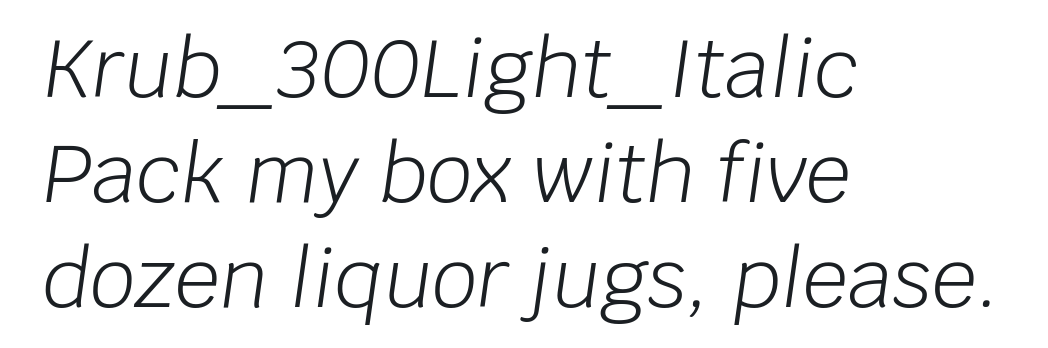 Krub_300Light_Italic
Pack my box with five
dozen liquor jugs, please.